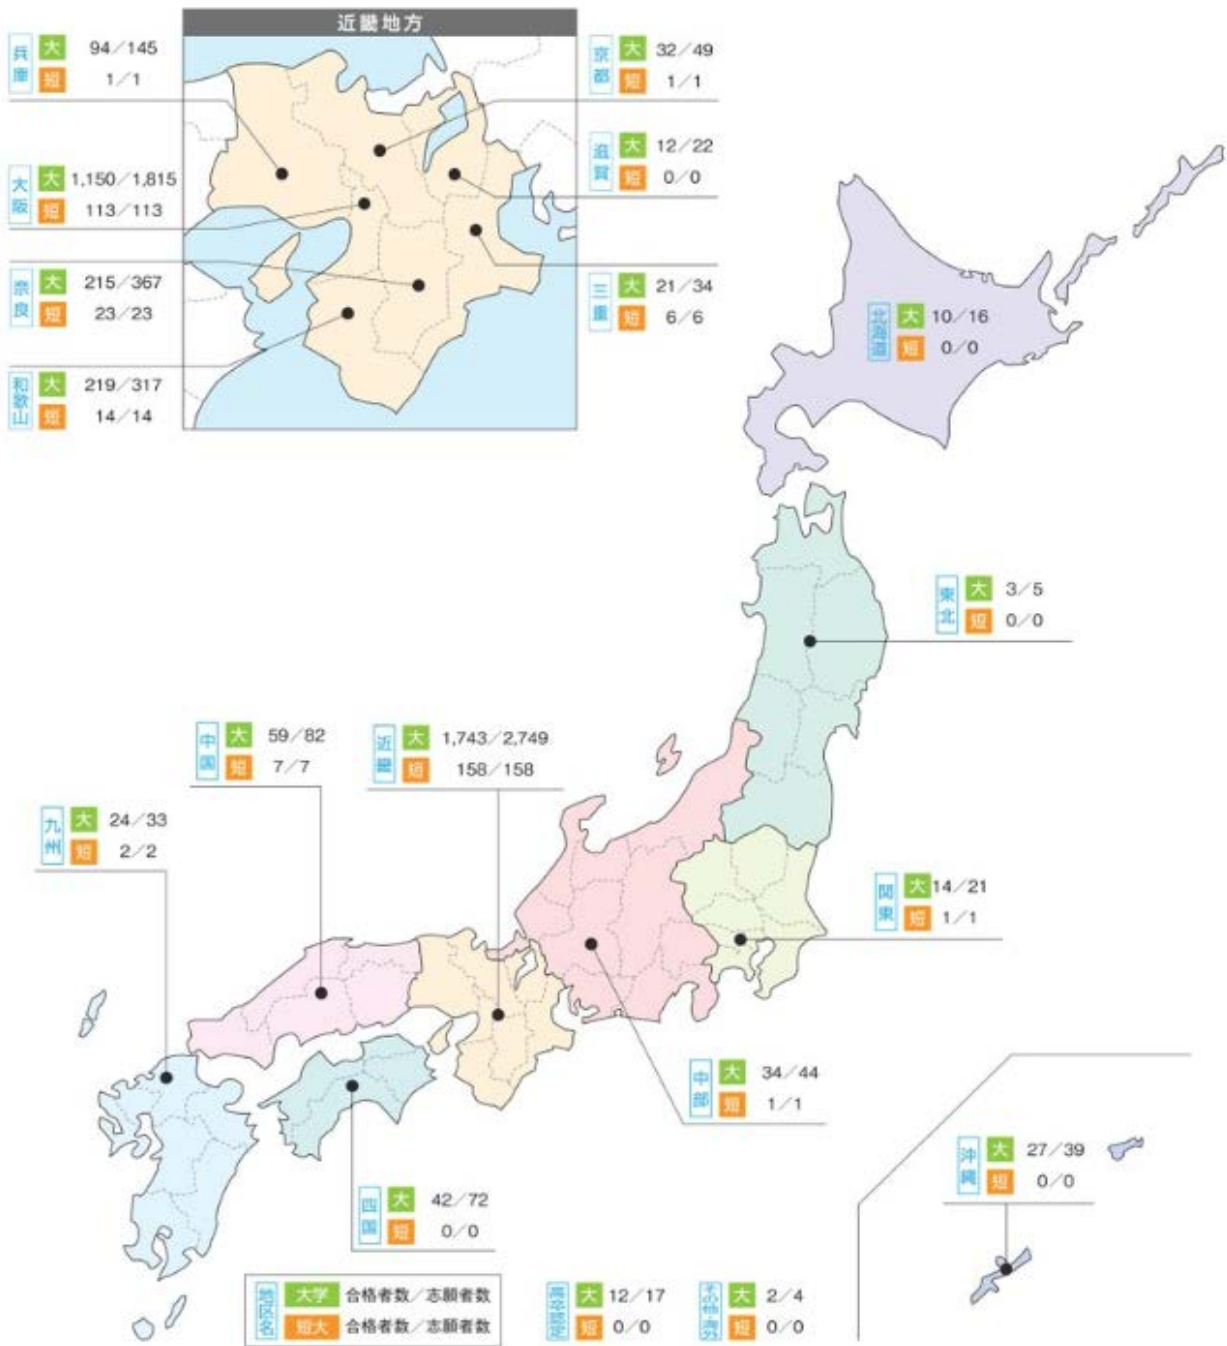 近畿地方
兵庫 大 94/145
短 1/1
大阪 大 1,150/1,815
短 113/113
奈良 大 215/367
短 23/23
和歌山 大 219/317
短 14/14
京都 大 32/49
短 1/1
滋賀 大 12/22
短 0/0
三重 大 21/34
短 6/6
北海道 大 10/16
短 0/0
東北 大 3/5
短 0/0
中国 大 59/82
短 7/7
近畿 大 1,743/2,749
短 158/158
九州 大 24/33
短 2/2
関東 大 14/21
短 1/1
中部 大 34/44
短 1/1
沖縄 大 27/39
短 0/0
四国 大 42/72
短 0/0
地区名 大学 合格者数/志願者数
短大 合格者数/志願者数
高卒認定 大 12/17
短 0/0
その他・海外 大 2/4
短 0/0